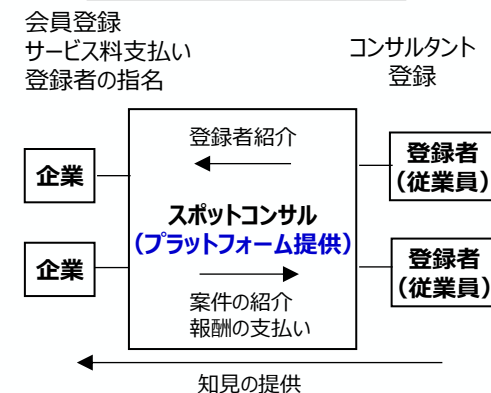 会員登録
サービス料支払い
登録者の指名
コンサルタント
登録
登録者紹介
企業
登録者
(従業員)
スポットコンサル
(プラットフォーム提供)
企業
登録者
(従業員)
案件の紹介
報酬の支払い
知見の提供